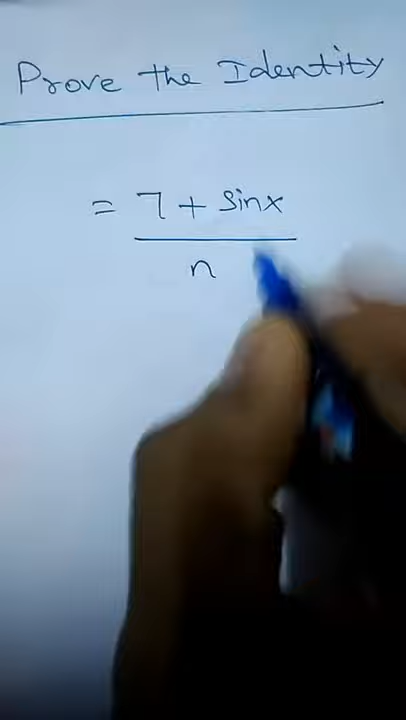 Prove the Identity
= 7 + sinx
n